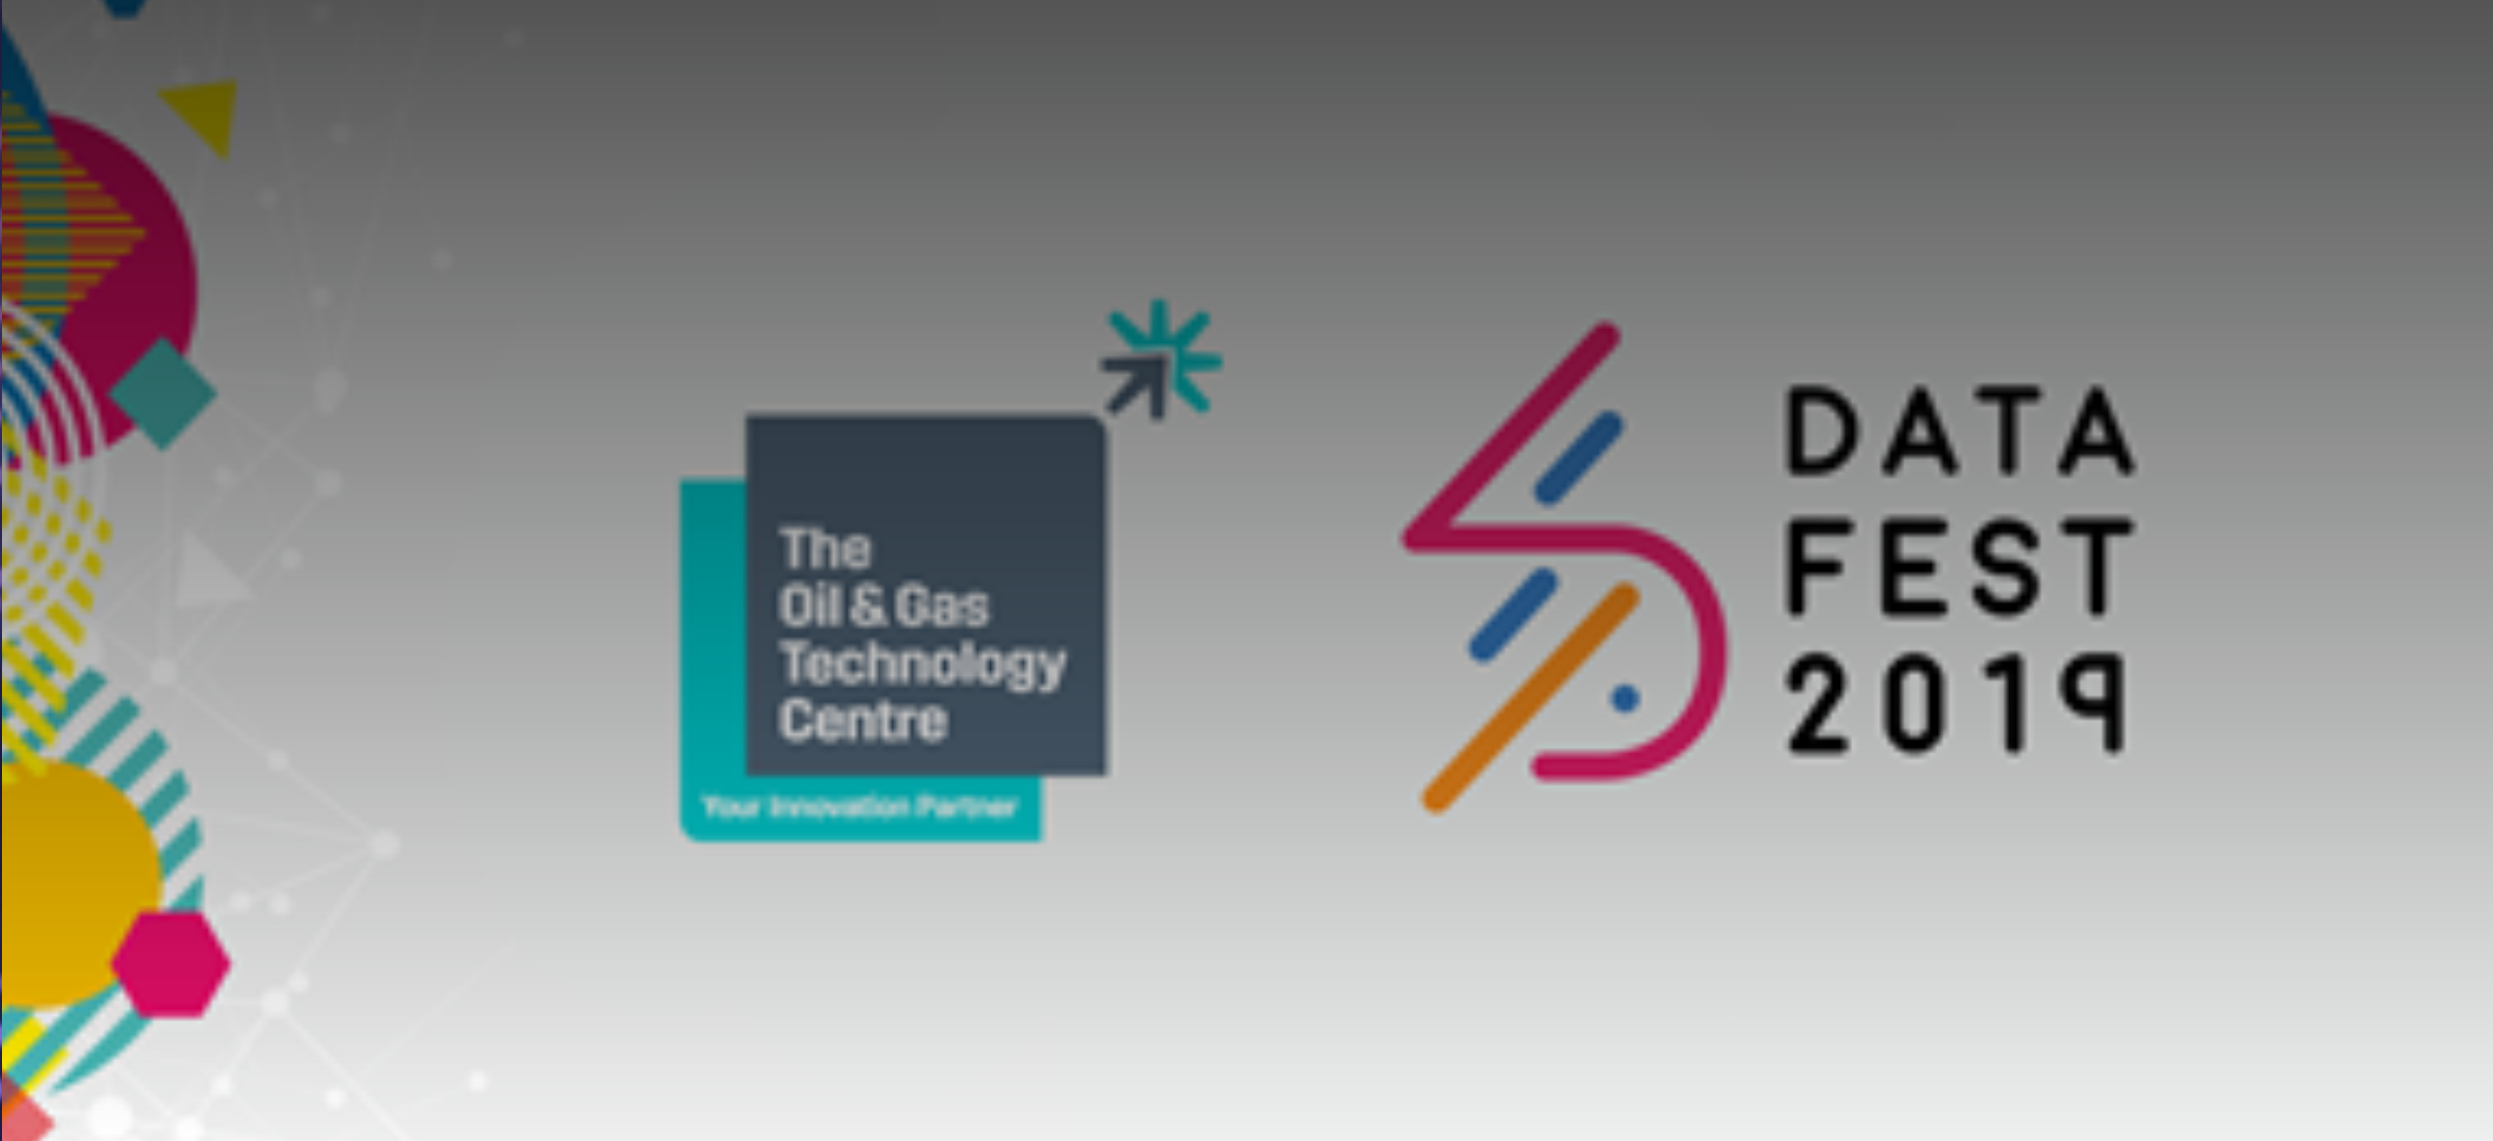 The
Oil & Gas
Technology
Centre
Your Innovation Partner
DATA
FEST
2019